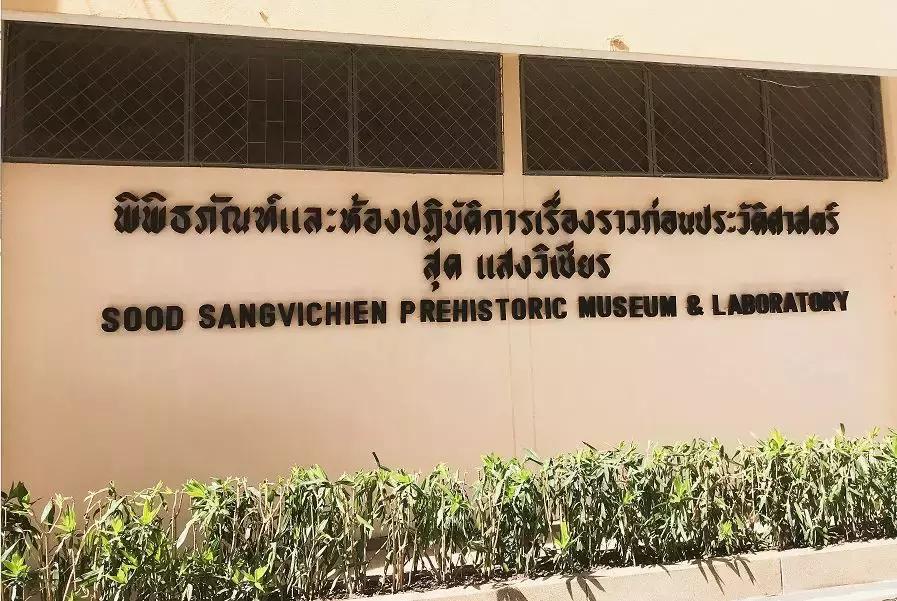 พิพิธภัณฑ์และห้องปฏิบัติการเรื่องราวก่อนประวัติศาสตร์
สุด แสงวิเชียร
SOOD SANGVICHIEN PREHISTORIC MUSEUM & LABORATORY